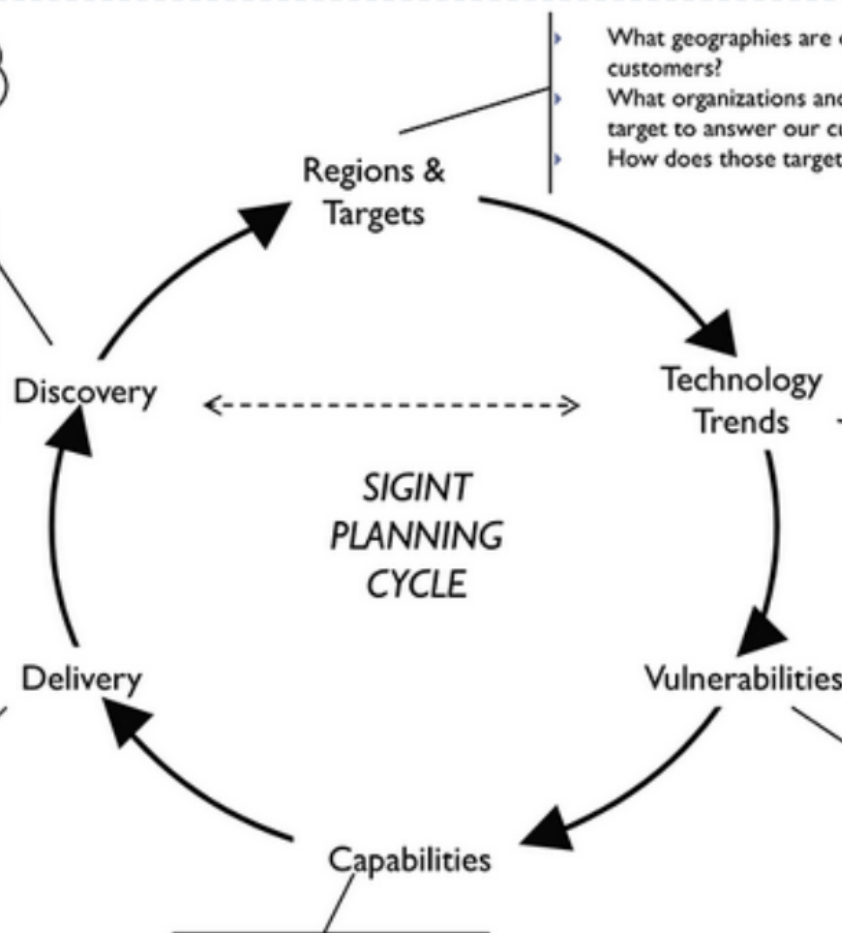 What geographies are
customers?
What organizations and
target to answer our
How does those target
Regions &
Targets
Discovery
Technology
Trends
SIGINT
PLANNING
CYCLE
Delivery
Vulnerabilities
Capabilities